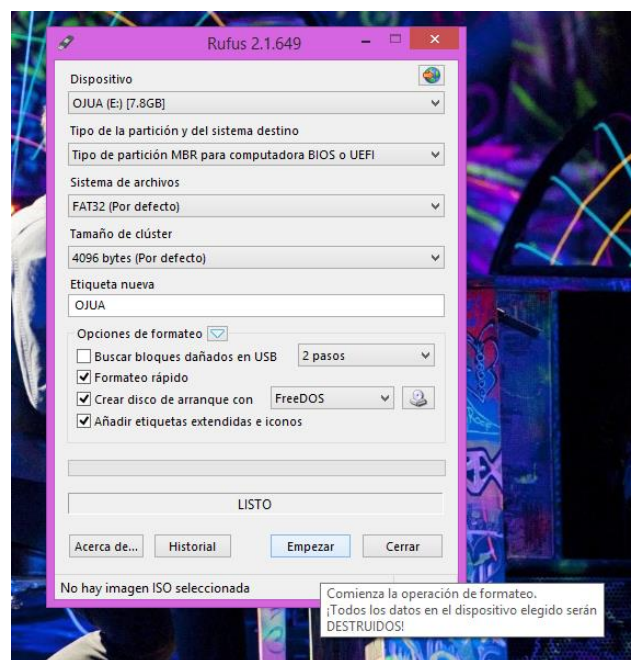 Rufus 2.1.649
Dispositivo
OJUA (E:) [7.8GB]
Tipo de la partición y del sistema destino
Tipo de partición MBR para computadora BIOS o UEFI
Sistema de archivos
FAT32 (Por defecto)
Tamaño de clúster
4096 bytes (Por defecto)
Etiqueta nueva
OJUA
Opciones de formateo
Buscar bloques dañados en USB 2 pasos
Formateo rápido
Crear disco de arranque con FreeDOS
Añadir etiquetas extendidas e iconos
LISTO
Acerca de... Historial Empezar Cerrar
No hay imagen ISO seleccionada
Comienza la operación de formateo.
¡Todos los datos en el dispositivo elegido serán
DESTRUIDOS!